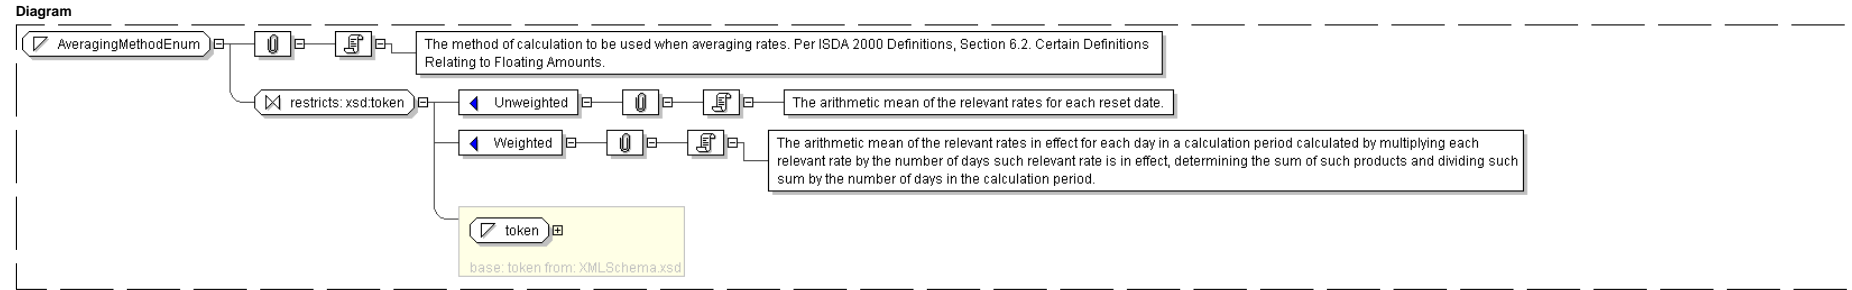 Diagram
AveragingMethodEnum
The method of calculation to be used when averaging rates. Per ISDA 2000 Definitions, Section 6.2. Certain Definitions
Relating to Floating Amounts.
restricts: xsd:token
Unweighted
The arithmetic mean of the relevant rates for each reset date.
Weighted
The arithmetic mean of the relevant rates in effect for each day in a calculation period calculated by multiplying each
relevant rate by the number of days such relevant rate is in effect, determining the sum of such products and dividing such
sum by the number of days in the calculation period.
token
base: token from: XMLSchema.xsd